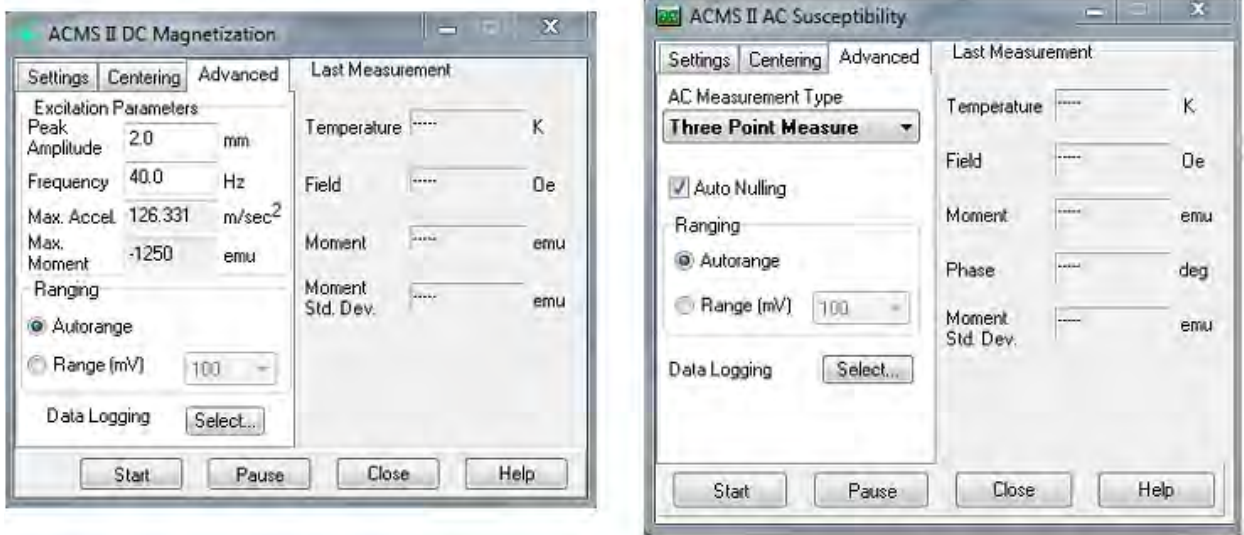 ACMS II DC Magnetization
Settings Centering Advanced
Excitation Parameters
Peak Amplitude 2.0 mm
Frequency 40.0 Hz
Max. Accel. 126.331 m/sec2
Max. Moment -1250 emu
Ranging
Autorange
Range (mV) 100
Data Logging Select...
Last Measurement
Temperature ----- K
Field ----- Oe
Moment ----- emu
Moment Std. Dev. ----- emu
Start Pause Close Help
ACMS II AC Susceptibility
Settings Centering Advanced
AC Measurement Type
Three Point Measure
Auto Nulling
Ranging
Autorange
Range (mV) 100
Data Logging Select...
Last Measurement
Temperature ----- K
Field ----- Oe
Moment ----- emu
Phase ----- deg
Moment Std. Dev. ----- emu
Start Pause Close Help